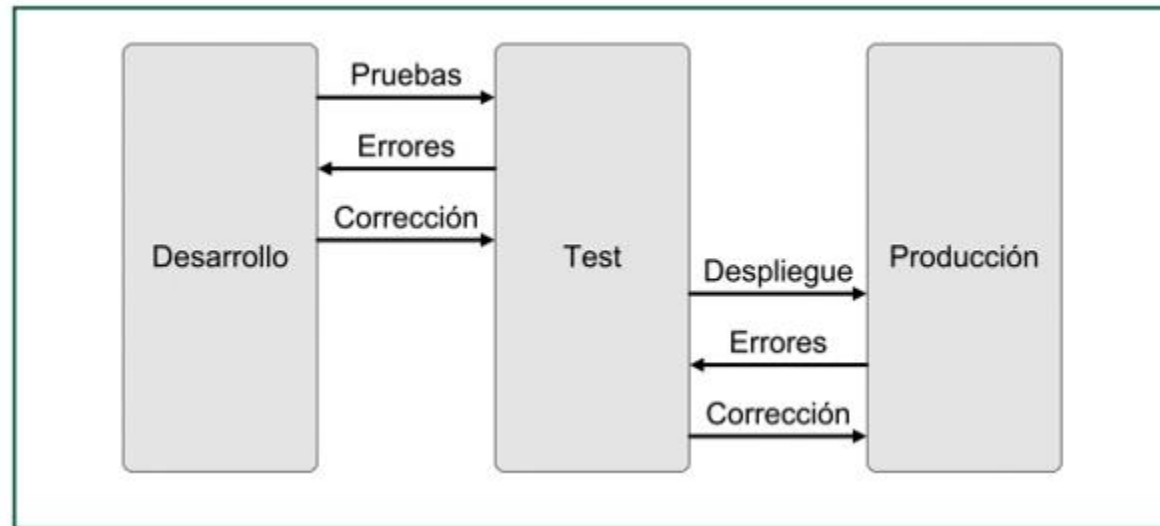 Pruebas
Errores
Corrección
Desarrollo
Test
Despliegue
Errores
Corrección
Producción